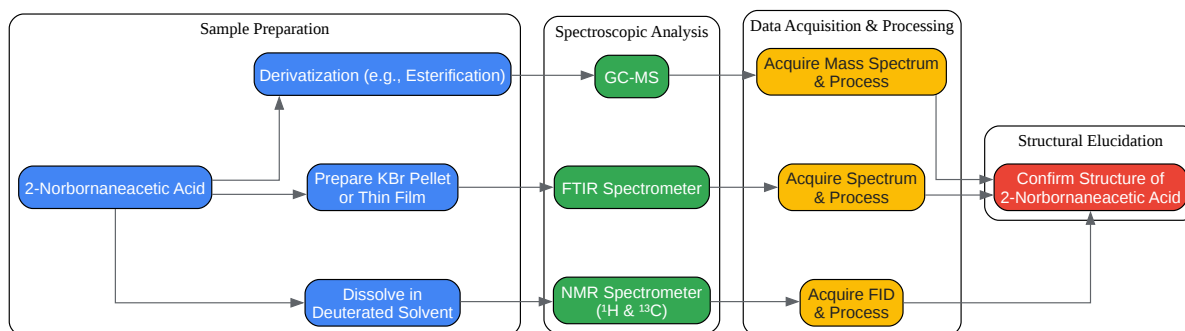 Sample Preparation
Spectroscopic Analysis
Data Acquisition & Processing
Derivatization (e.g., Esterification)
GC-MS
Acquire Mass Spectrum
& Process
Structural Elucidation
2-Norbornaneacetic Acid
Prepare KBr Pellet
or Thin Film
FTIR Spectrometer
Acquire Spectrum
& Process
Confirm Structure of
2-Norbornaneacetic Acid
Dissolve in
Deuterated Solvent
NMR Spectrometer
(¹H & ¹³C)
Acquire FID
& Process